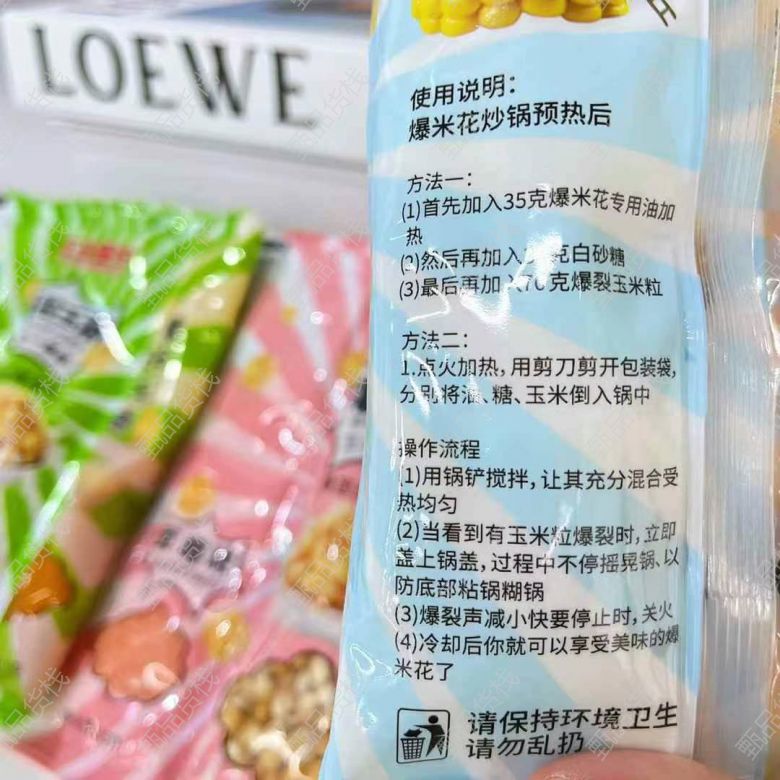 LOEWE
使用说明：
爆米花炒锅预热后
方法一：
(1)首先加入35克爆米花专用油加
热
(2)然后再加入 克白砂糖
(3)最后再加入70克爆裂玉米粒
方法二：
1.点火加热，用剪刀剪开包装袋，
分别将油、糖、玉米倒入锅中
操作流程
(1)用锅铲搅拌，让其充分混合受
热均匀
(2)当看到有玉米粒爆裂时，立即
盖上锅盖，过程中不停摇晃锅、以
防底部粘锅糊锅
(3)爆裂声减小快要停止时，关火
(4)冷却后你就可以享受美味的爆
米花了
请保持环境卫生
请勿乱扔
甄品货栈